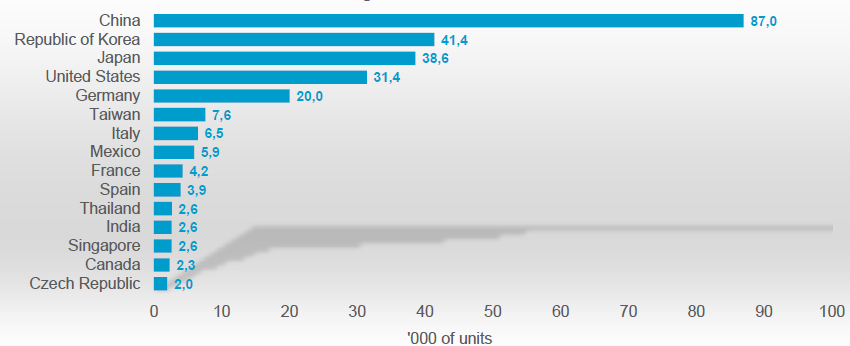 China 87,0
Republic of Korea 41,4
Japan 38,6
United States 31,4
Germany 20,0
Taiwan 7,6
Italy 6,5
Mexico 5,9
France 4,2
Spain 3,9
Thailand 2,6
India 2,6
Singapore 2,6
Canada 2,3
Czech Republic 2,0
0 10 20 30 40 50 60 70 80 90 100
'000 of units